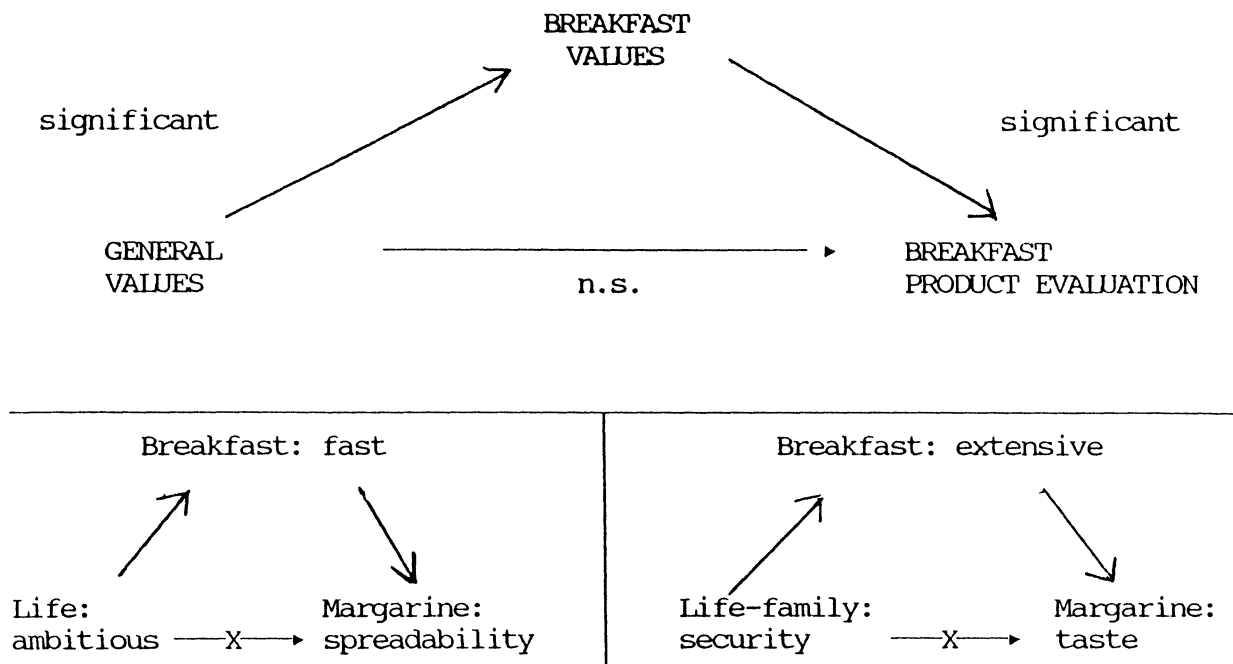 BREAKFAST
VALUES
significant
significant
GENERAL
VALUES
n.s.
BREAKFAST
PRODUCT EVALUATION
Breakfast: fast
Life:
ambitious
X
Margarine:
spreadability
Breakfast: extensive
Life-family:
security
X
Margarine:
taste